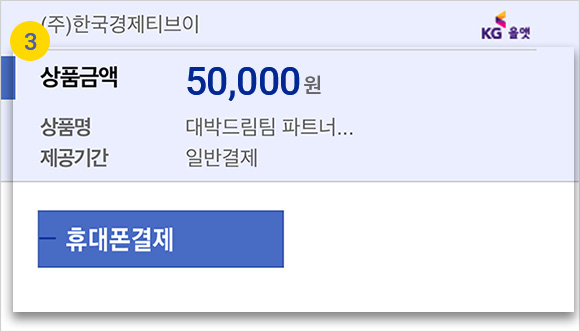 3
(주)한국경제티브이
KG 올앳
상품금액 50,000원
상품명 대박드림팀 파트너...
제공기간 일반결제
휴대폰결제